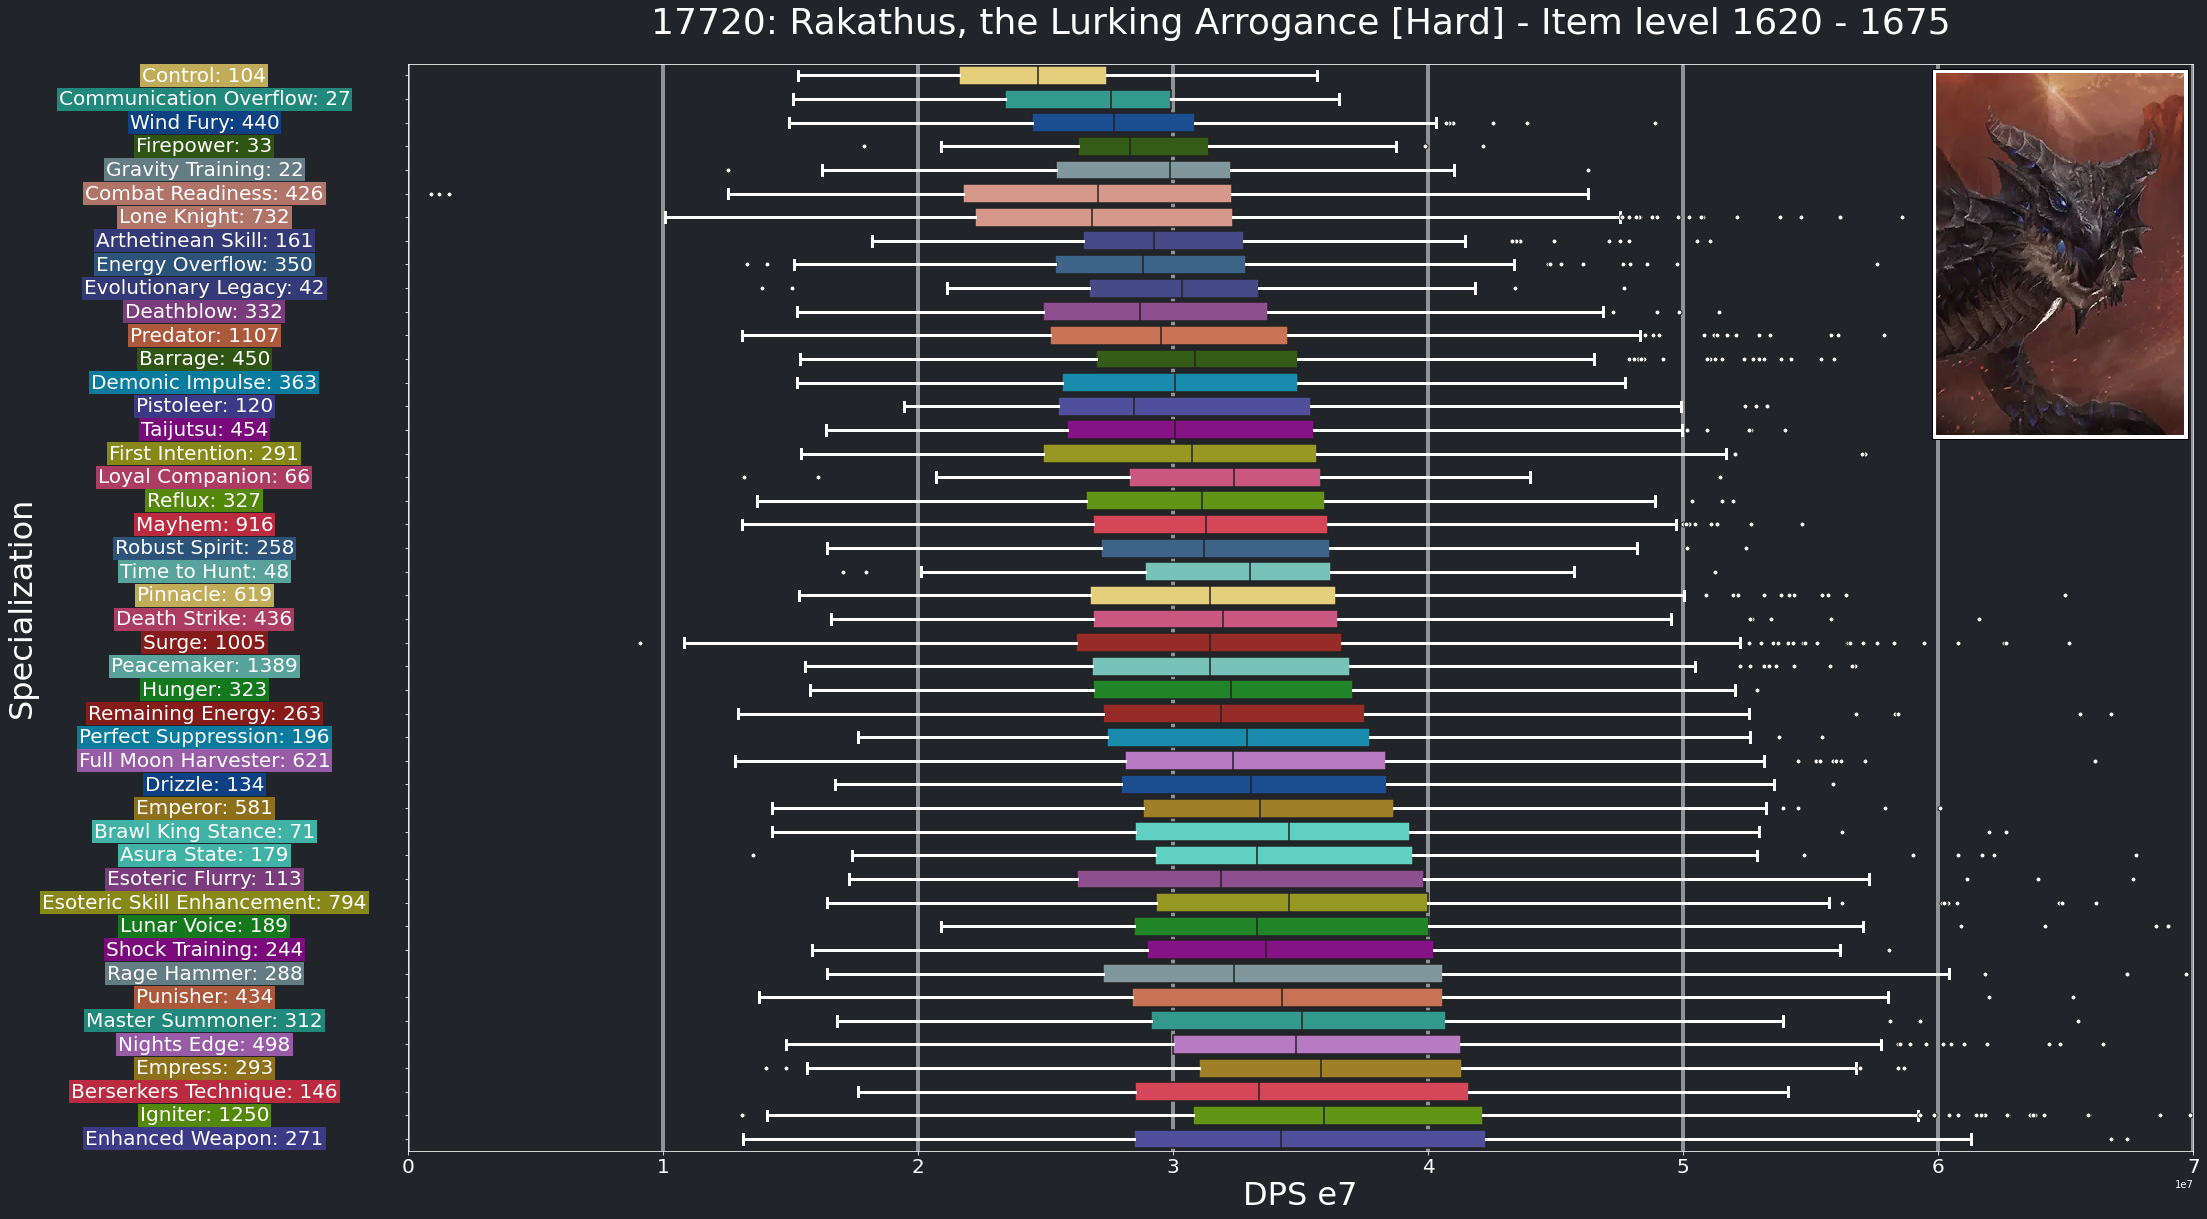 17720: Rakathus, the Lurking Arrogance [Hard] - Item level 1620 - 1675
Specialization
Control: 104
Communication Overflow: 27
Wind Fury: 440
Firepower: 33
Gravity Training: 22
Combat Readiness: 426
Lone Knight: 732
Arthetinean Skill: 161
Energy Overflow: 350
Evolutionary Legacy: 42
Deathblow: 332
Predator: 1107
Barrage: 450
Demonic Impulse: 363
Pistoleer: 120
Taijutsu: 454
First Intention: 291
Loyal Companion: 66
Reflux: 327
Mayhem: 916
Robust Spirit: 258
Time to Hunt: 48
Pinnacle: 619
Death Strike: 436
Surge: 1005
Peacemaker: 1389
Hunger: 323
Remaining Energy: 263
Perfect Suppression: 196
Full Moon Harvester: 621
Drizzle: 134
Emperor: 581
Brawl King Stance: 71
Asura State: 179
Esoteric Flurry: 113
Esoteric Skill Enhancement: 794
Lunar Voice: 189
Shock Training: 244
Rage Hammer: 288
Punisher: 434
Master Summoner: 312
Nights Edge: 498
Empress: 293
Berserkers Technique: 146
Igniter: 1250
Enhanced Weapon: 271
0 1 2 3 4 5 6 7
1e7
DPS e7